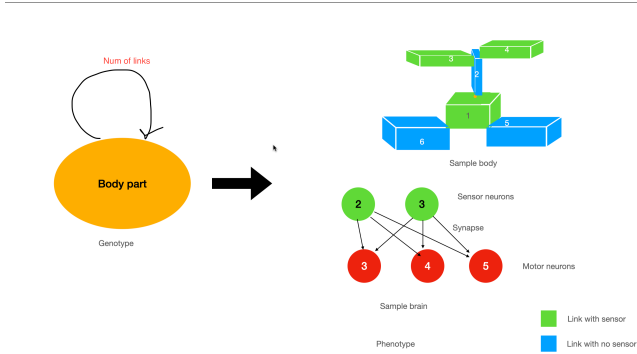 Num of links
Body part
Genotype
3
4
2
1
5
6
Sample body
2
3
Sensor neurons
Synapse
3
4
5
Motor neurons
Sample brain
Phenotype
Link with sensor
Link with no sensor